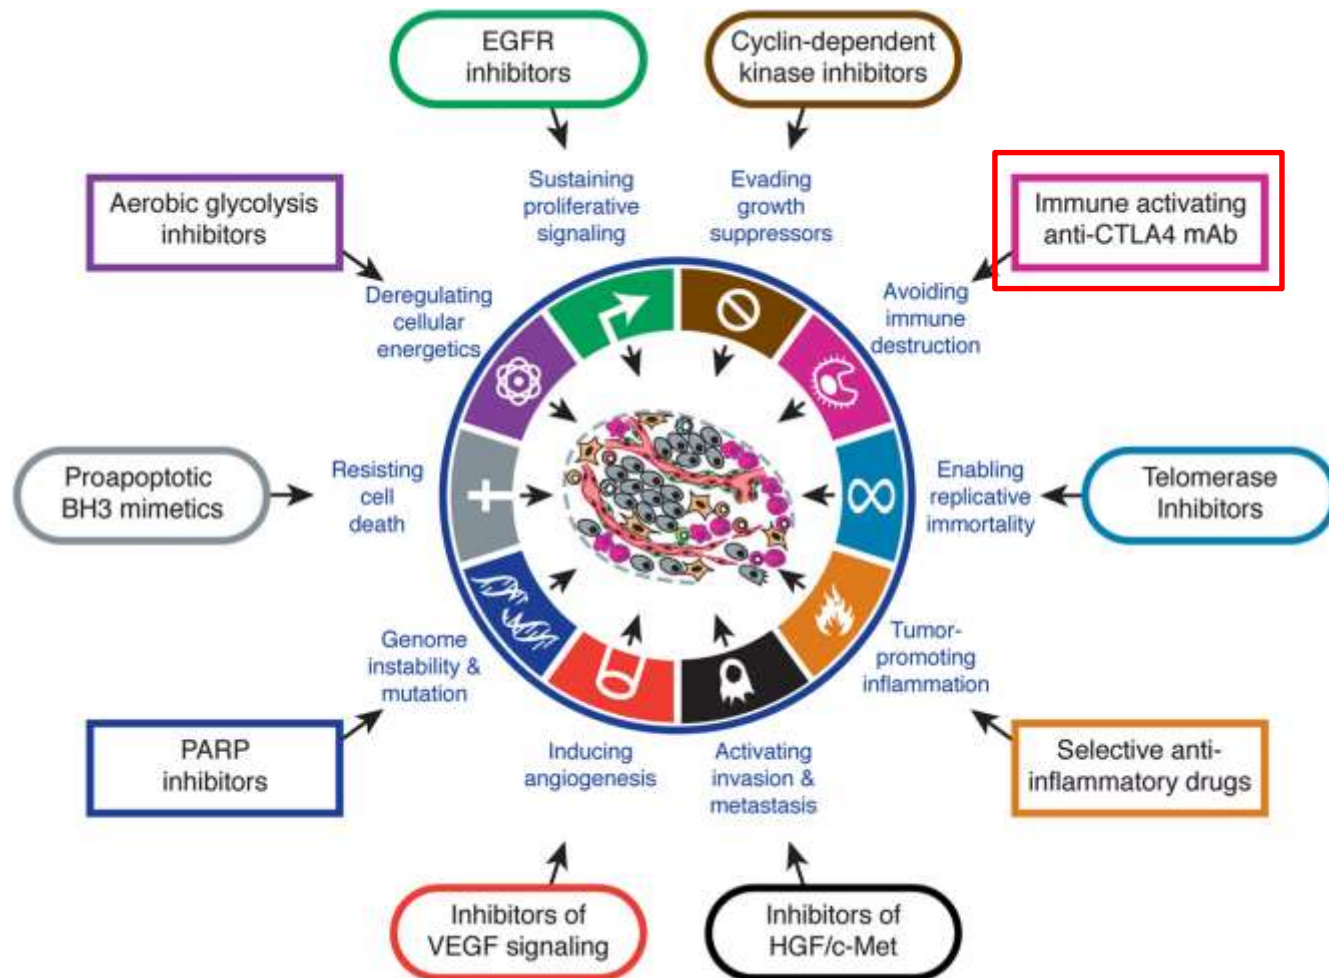 EGFR
inhibitors
Cyclin-dependent
kinase inhibitors
Sustaining
proliferative
signaling
Evading
growth
suppressors
Aerobic glycolysis
inhibitors
Immune activating
anti-CTLA4 mAb
Deregulating
cellular
energetics
Avoiding
immune
destruction
Proapoptotic
BH3 mimetics
Resisting
cell
death
Enabling
replicative
immortality
Telomerase
Inhibitors
Genome
instability &
mutation
Tumor-
promoting
inflammation
PARP
inhibitors
Inducing
angiogenesis
Activating
invasion &
metastasis
Selective anti-
inflammatory drugs
Inhibitors of
VEGF signaling
Inhibitors of
HGF/c-Met